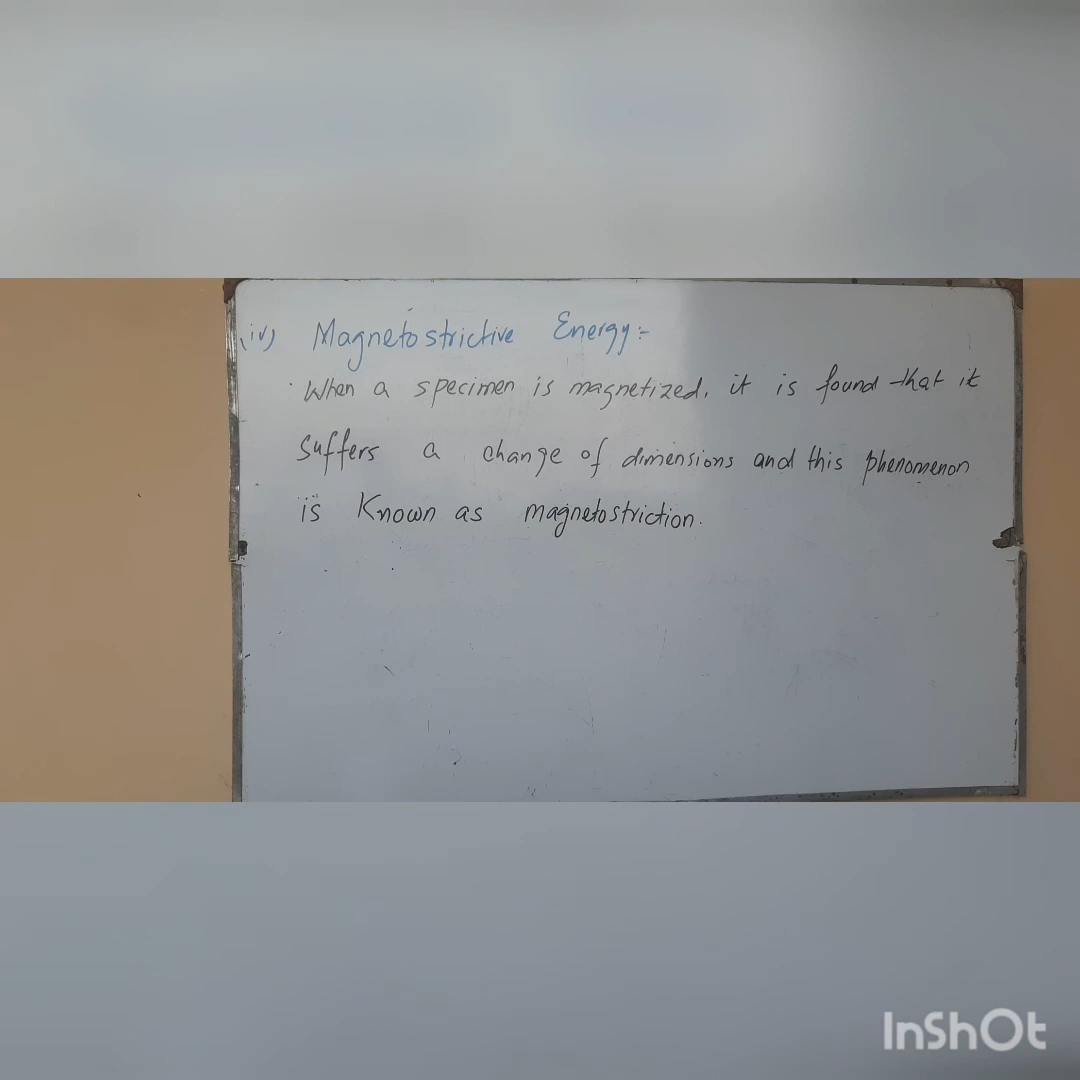 iv) Magnetostrictive Energy:-
When a specimen is magnetized, it is found that it
suffers a change of dimensions and this phenomenon
is Known as magnetostriction.
InShOt